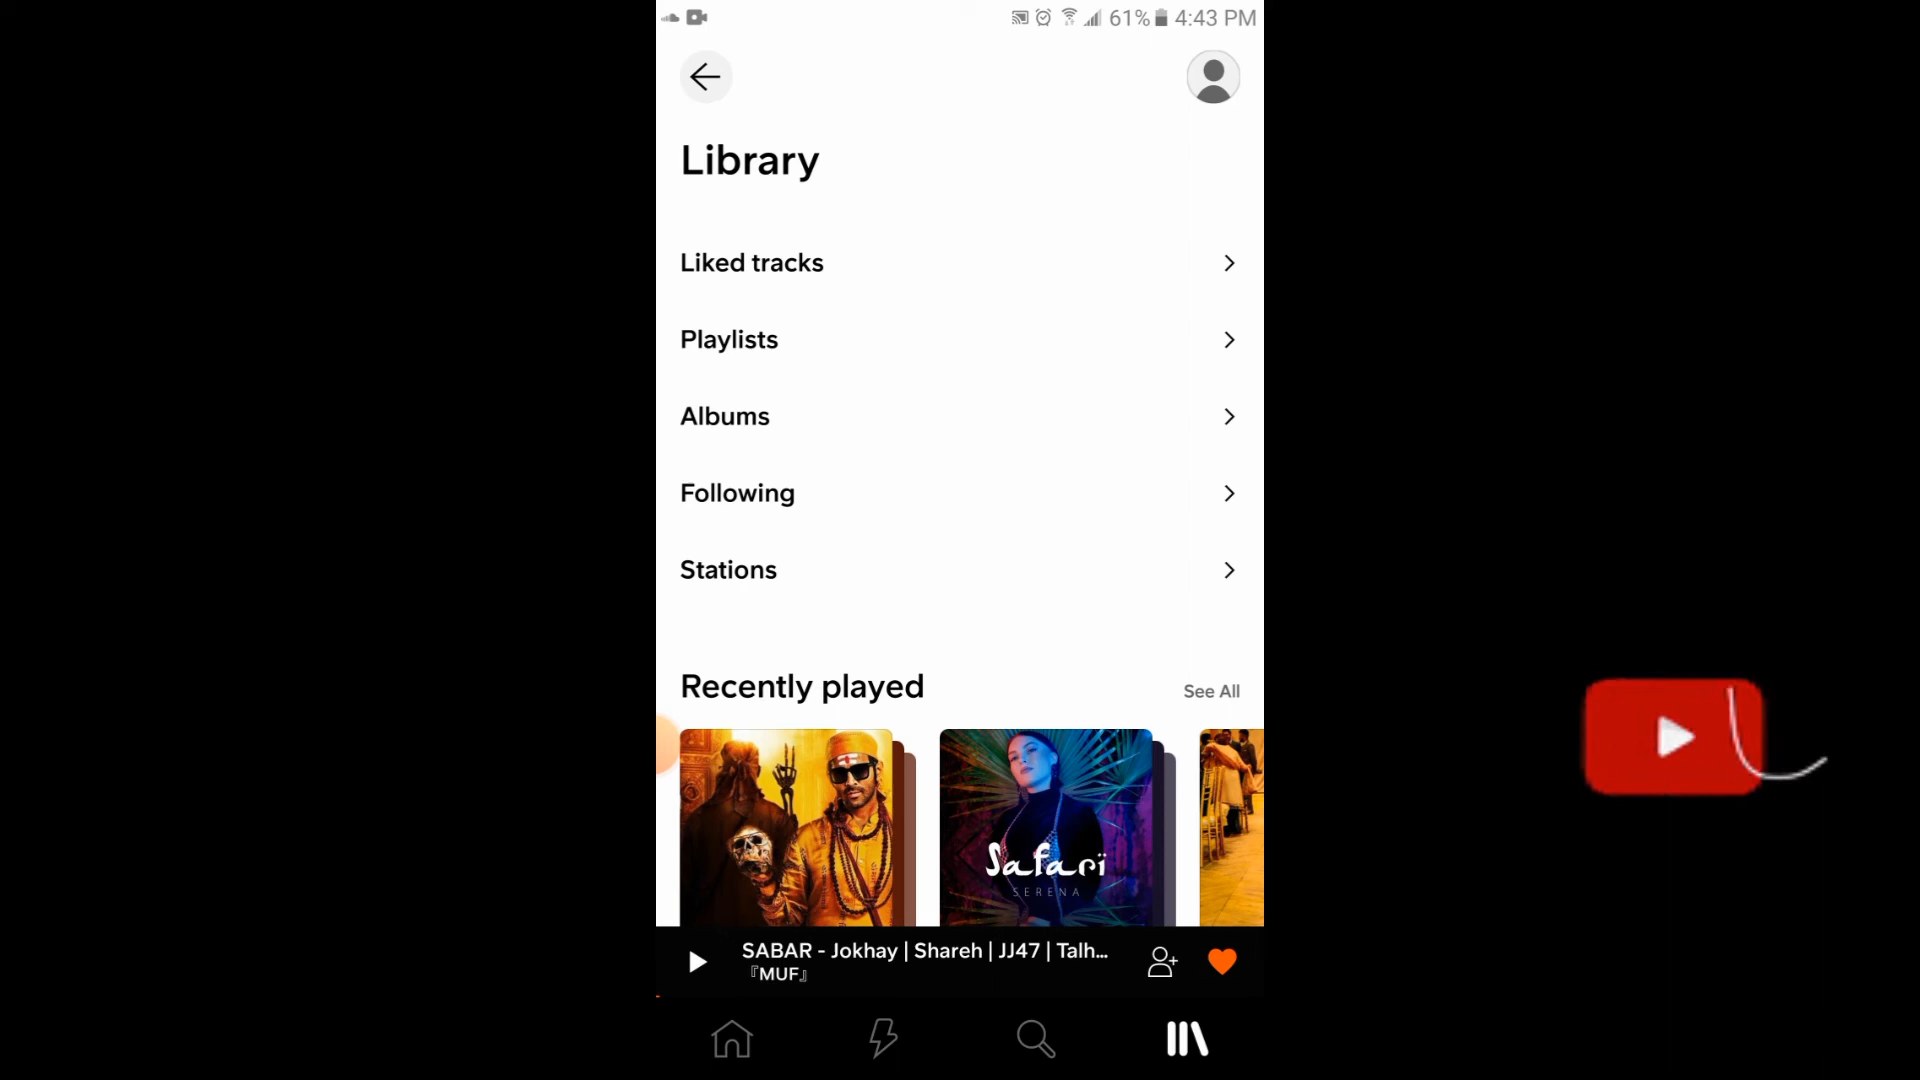 61% 4:43 PM
Library
Liked tracks
Playlists
Albums
Following
Stations
Recently played
See All
Safarï
SERENA
SABAR - Jokhay | Shareh | JJ47 | Talh...
『MUF』